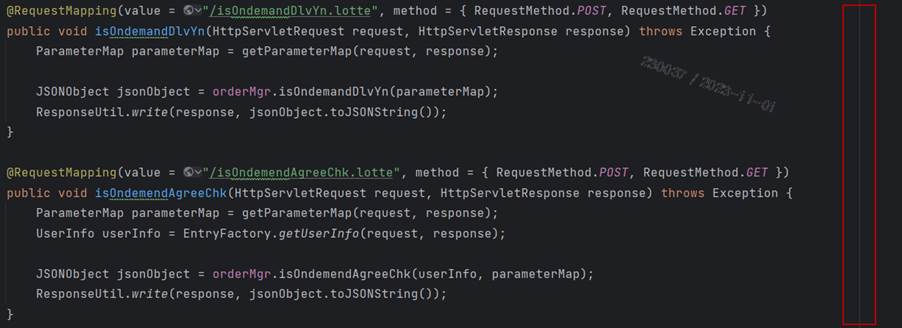 @RequestMapping(value = "/isOndemandDlvYn.lotte", method = { RequestMethod.POST, RequestMethod.GET })
public void isOndemandDlvYn(HttpServletRequest request, HttpServletResponse response) throws Exception {
ParameterMap parameterMap = getParameterMap(request, response);
JSONObject jsonObject = orderMgr.isOndemandDlvYn(parameterMap);
ResponseUtil.write(response, jsonObject.toJSONString());
}
@RequestMapping(value = "/isOndemendAgreeChk.lotte", method = { RequestMethod.POST, RequestMethod.GET })
public void isOndemendAgreeChk(HttpServletRequest request, HttpServletResponse response) throws Exception {
ParameterMap parameterMap = getParameterMap(request, response);
UserInfo userInfo = EntryFactory.getUserInfo(request, response);
JSONObject jsonObject = orderMgr.isOndemendAgreeChk(userInfo, parameterMap);
ResponseUtil.write(response, jsonObject.toJSONString());
}